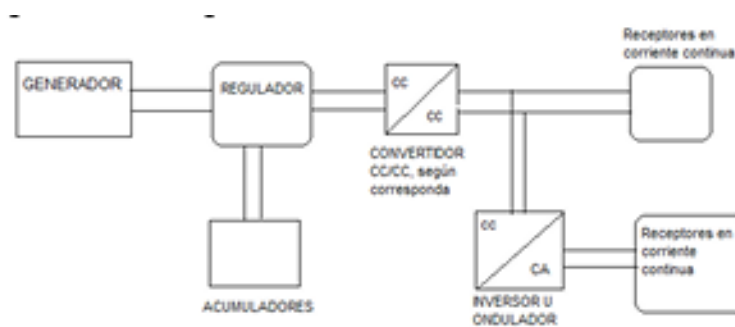 GENERADOR
REGULADOR
CC
CC
CONVERTIDOR
CC/CC, según
corresponda
Receptores en
corriente continua
ACUMULADORES
CC
CA
INVERSOR U
ONDULADOR
Receptores en
corriente
continua